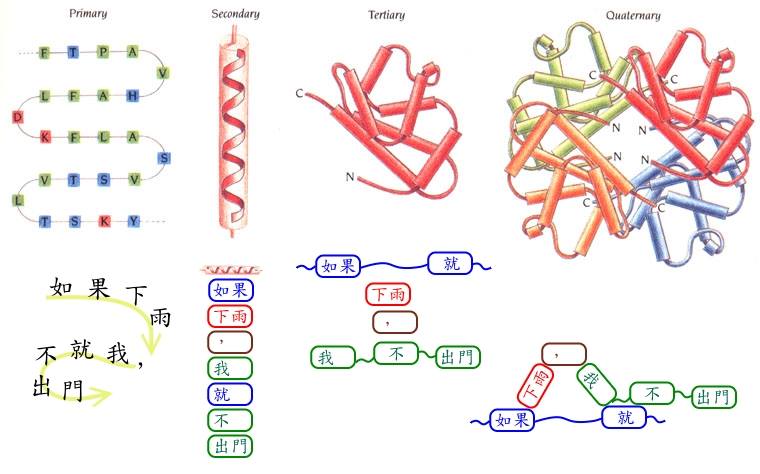 Primary
Secondary
Tertiary
Quaternary
F T P A
V
L F A H
D
K F L A
S
V T S V
L
T S K Y
C
N
C
C
N
N
N
N
C
C
如果下雨
不就我,
出門
如果
下雨
,
我
就
不
出門
如果 就
下雨
,
我 不 出門
,
下雨 我 不 出門
如果 就